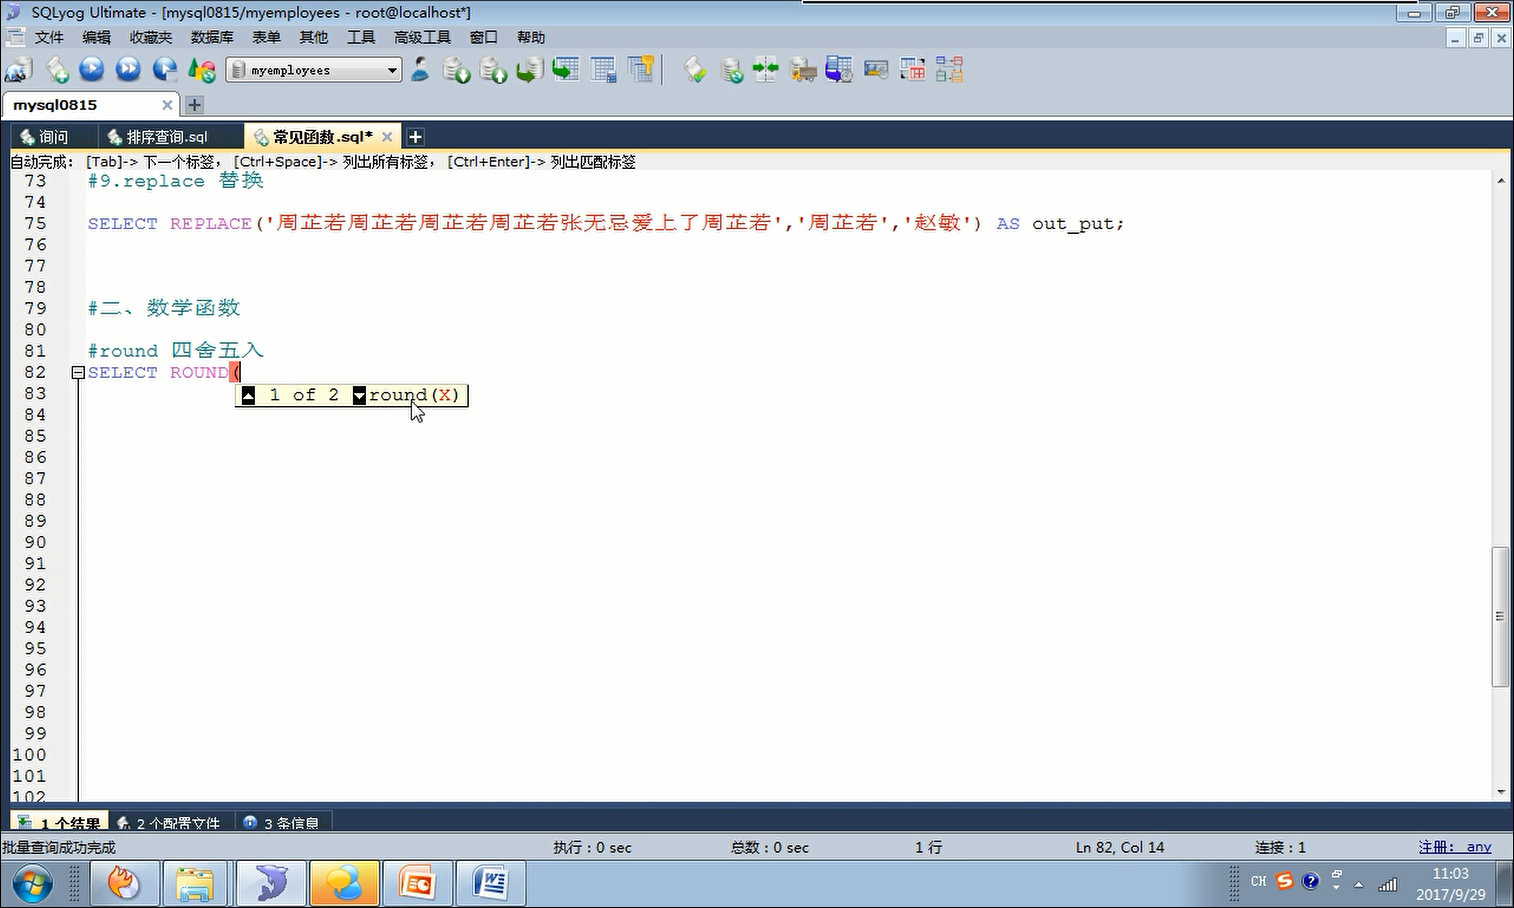 SQLyog Ultimate - [mysql0815/myemployees - root@localhost*]
文件 编辑 收藏夹 数据库 表单 其他 工具 高级工具 窗口 帮助
myemployees
mysql0815
询问 排序查询.sql 常见函数.sql*
自动完成: [Tab]-> 下一个标签, [Ctrl+Space]-> 列出所有标签, [Ctrl+Enter]-> 列出匹配标签
73 #9.replace 替换
74
75 SELECT REPLACE('周芷若周芷若周芷若周芷若张无忌爱上了周芷若','周芷若','赵敏') AS out_put;
76
77
78
79 #二、数学函数
80
81 #round 四舍五入
82 SELECT ROUND(
83 1 of 2 round(X)
84
85
86
87
88
89
90
91
92
93
94
95
96
97
98
99
100
101
102
1 个结果 2 个配置文件 3 条信息
批量查询成功完成 执行 : 0 sec 总数 : 0 sec 1 行 Ln 82, Col 14 连接 : 1 注册: any
CH 11:03
2017/9/29